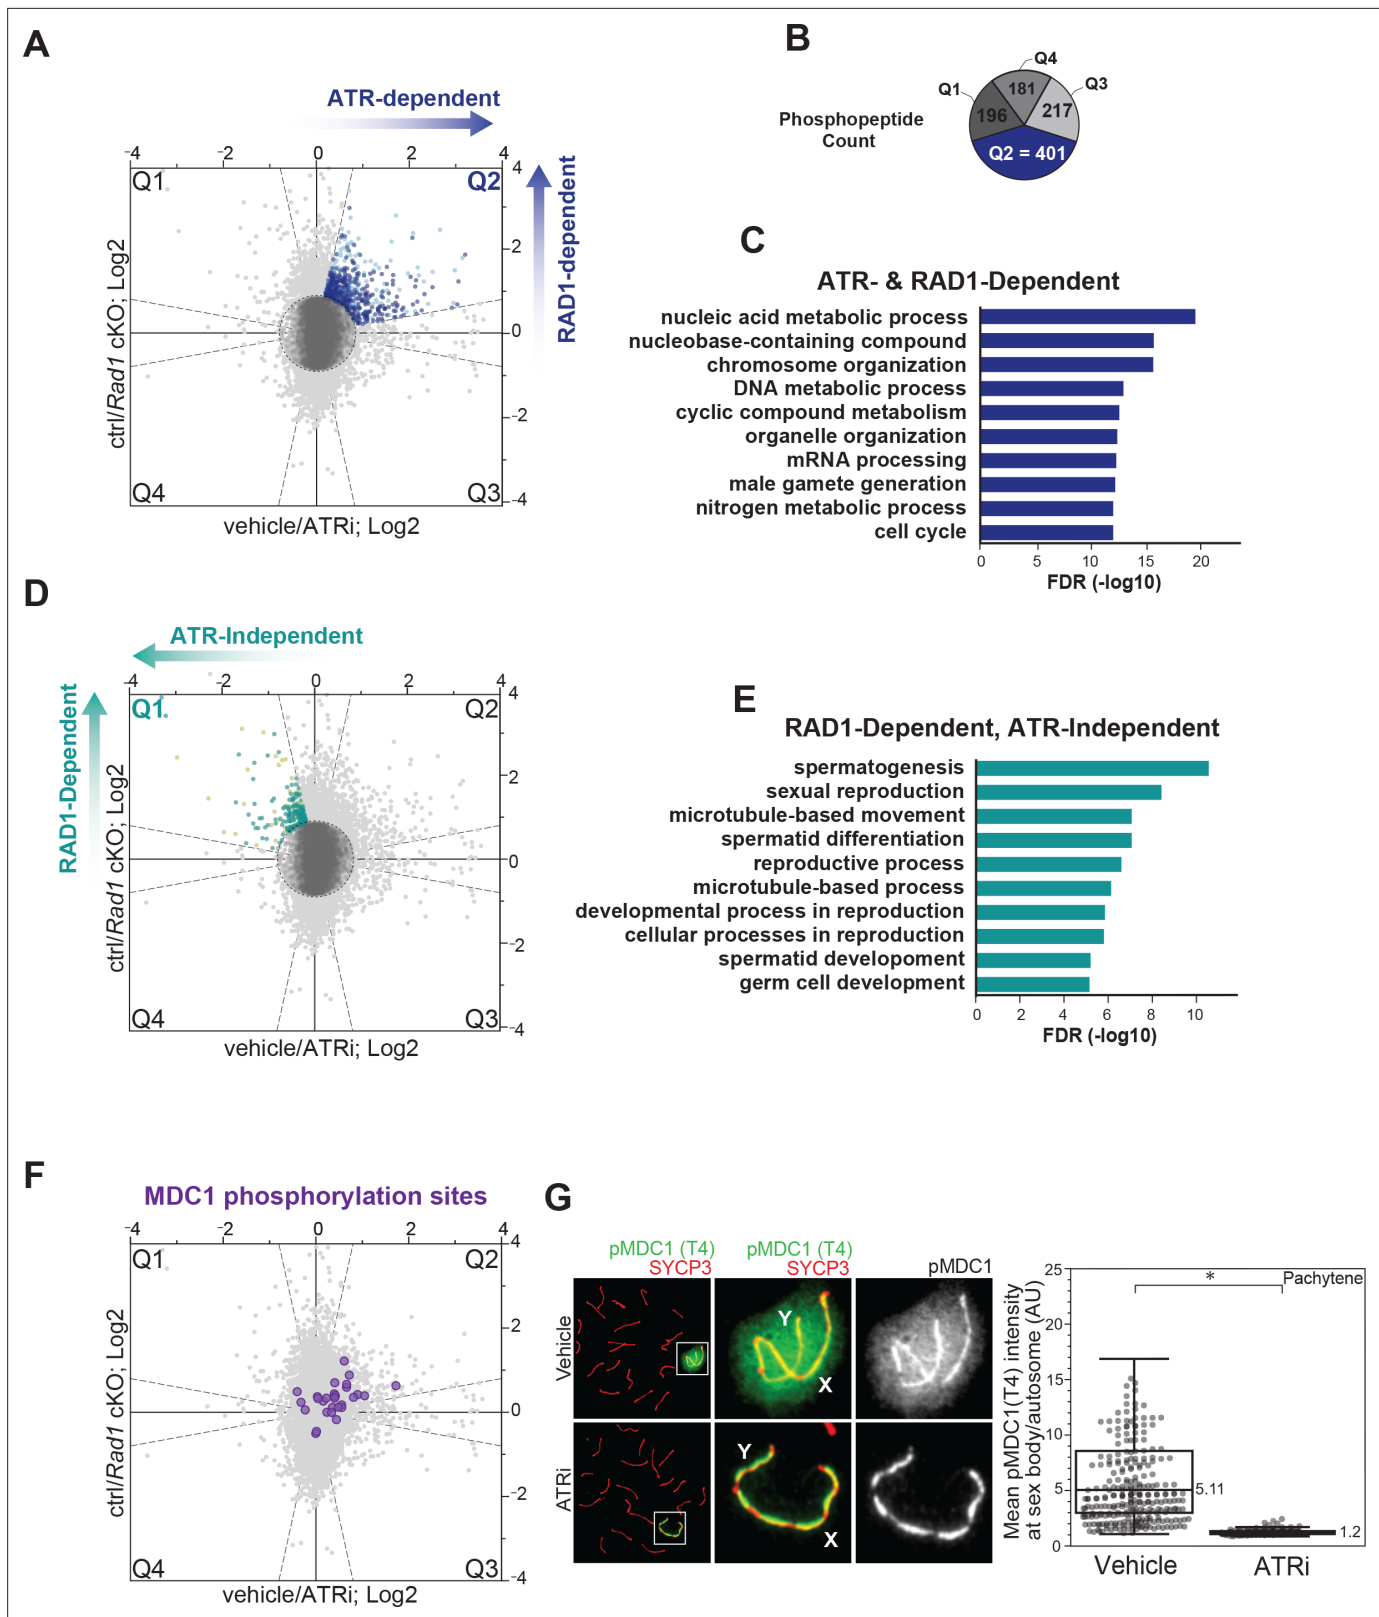 A
ATR-dependent
-4
-2
0
2
4
Q1
Q2
4
2
0
-2
-4
RAD1-dependent
ctrl/Rad1 cKO; Log2
Q4
Q3
vehicle/ATRi; Log2
B
Phosphopeptide
Count
Q4
Q1
Q3
181
196
217
Q2 = 401
C
ATR- & RAD1-Dependent
nucleic acid metabolic process
nucleobase-containing compound
chromosome organization
DNA metabolic process
cyclic compound metabolism
organelle organization
mRNA processing
male gamete generation
nitrogen metabolic process
cell cycle
0
5
10
15
20
FDR (-log10)
D
ATR-Independent
-4
-2
0
2
4
Q1
Q2
4
2
0
-2
-4
RAD1-Dependent
ctrl/Rad1 cKO; Log2
Q4
Q3
vehicle/ATRi; Log2
E
RAD1-Dependent, ATR-Independent
spermatogenesis
sexual reproduction
microtubule-based movement
spermatid differentiation
reproductive process
microtubule-based process
developmental process in reproduction
cellular processes in reproduction
spermatid developoment
germ cell development
0
2
4
6
8
10
FDR (-log10)
F
MDC1 phosphorylation sites
-4
-2
0
2
4
Q1
Q2
4
2
0
-2
-4
ctrl/Rad1 cKO; Log2
Q4
Q3
vehicle/ATRi; Log2
G
pMDC1 (T4)
SYCP3
pMDC1 (T4)
SYCP3
pMDC1
Vehicle
Y
X
ATRi
Y
X
Mean pMDC1(T4) intensity
at sex body/autosome (AU)
25
20
15
10
5
0
*
Pachytene
5.11
1.2
Vehicle
ATRi